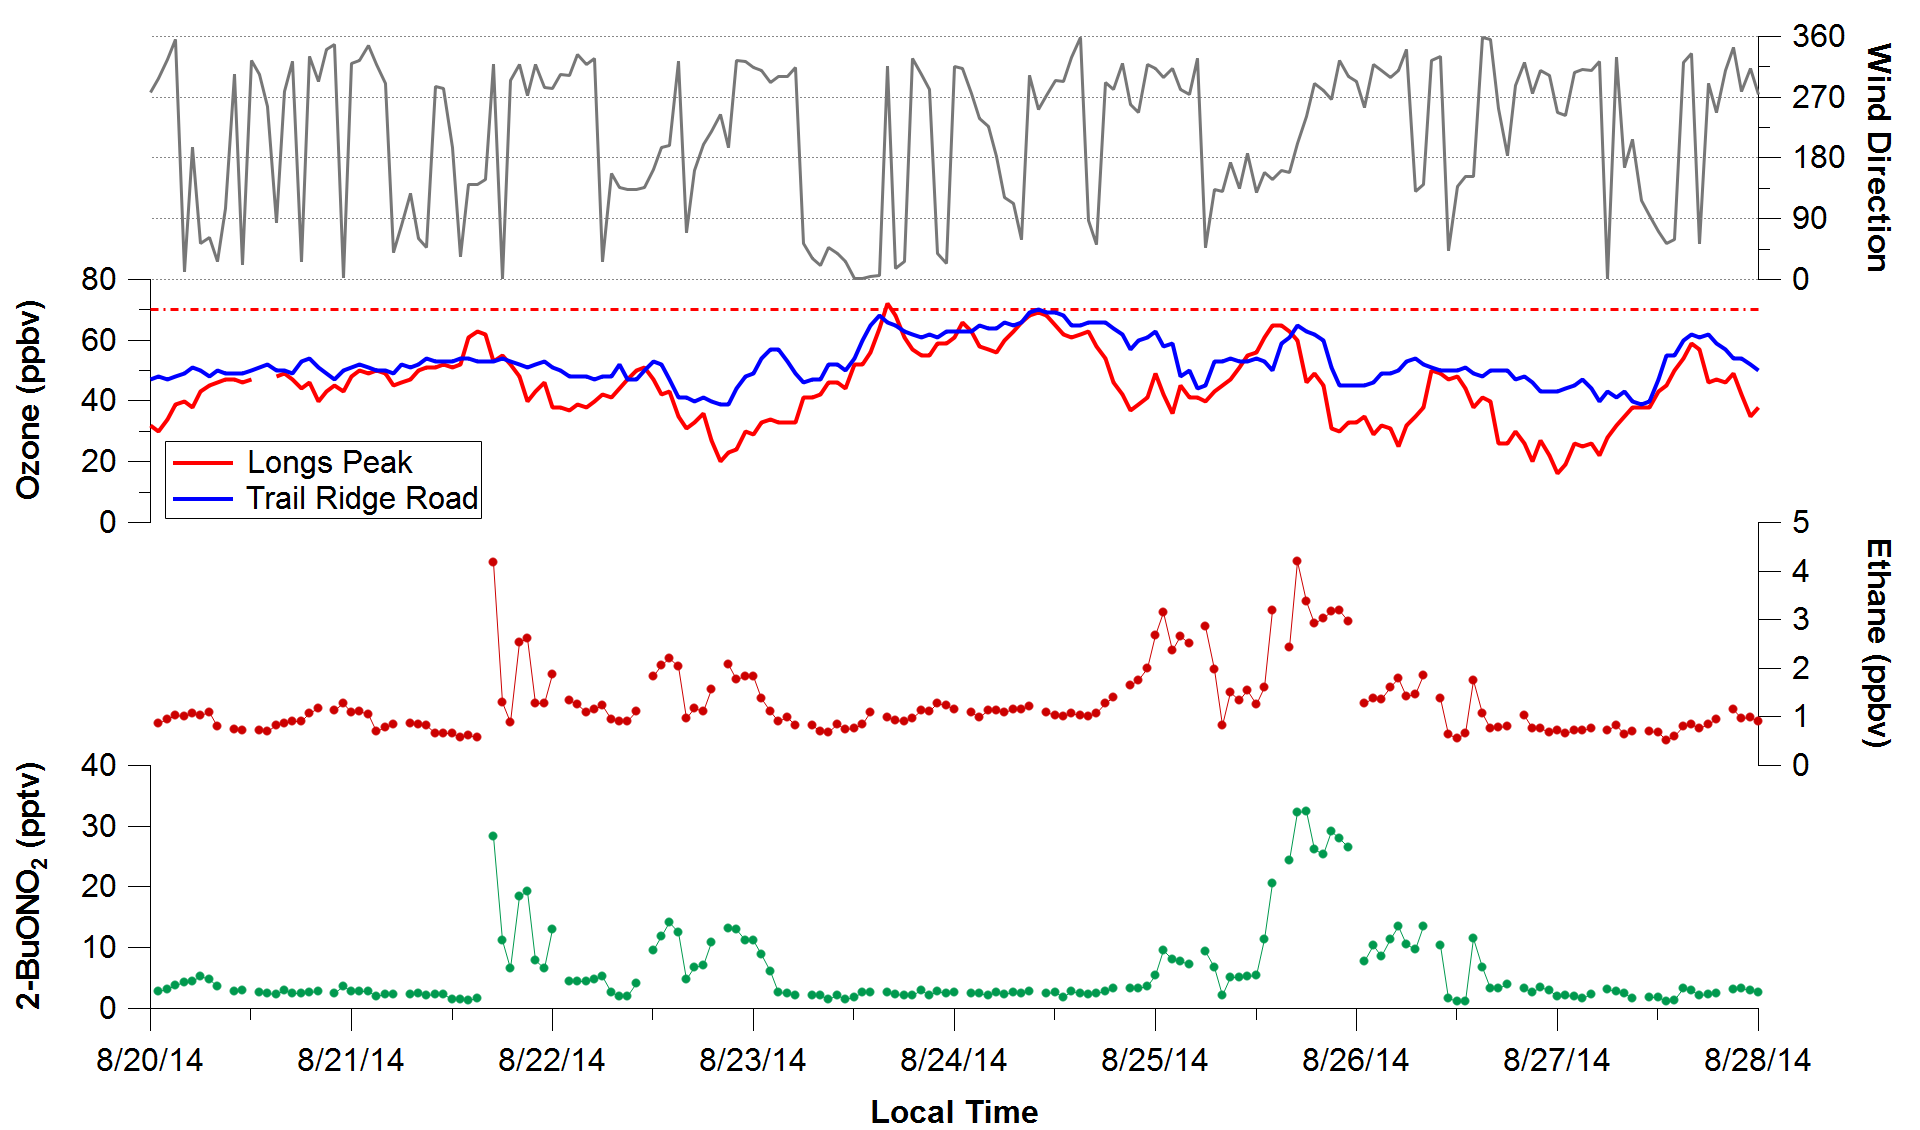 360
270
180
90
0
Wind Direction
80
60
40
20
0
Ozone (ppbv)
Longs Peak
Trail Ridge Road
5
4
3
2
1
0
Ethane (ppbv)
40
30
20
10
0
2-BuONO2 (pptv)
8/20/14 8/21/14 8/22/14 8/23/14 8/24/14 8/25/14 8/26/14 8/27/14 8/28/14
Local Time